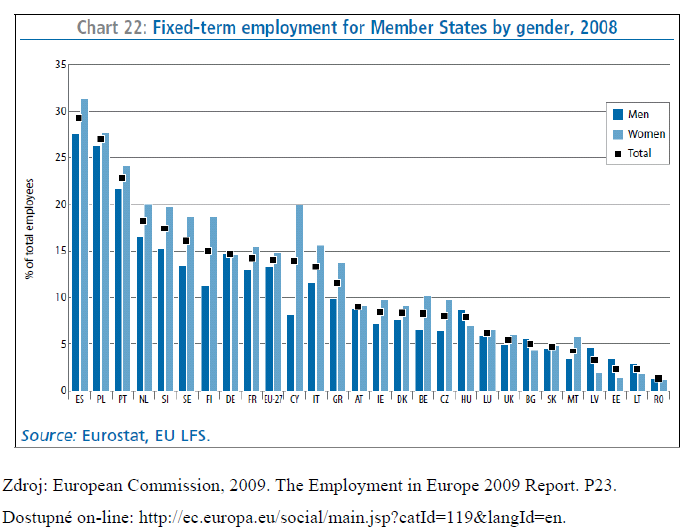 Chart 22: Fixed-term employment for Member States by gender, 2008
35
30
25
20
15
10
5
0
% of total employees
Men
Women
Total
ES PL PT NL SI SE FI DE FR EU-27 CY IT GR AT IE DK BE CZ HU LU UK BG SK MT LV EE LT RO
Source: Eurostat, EU LFS.
Zdroj: European Commission, 2009. The Employment in Europe 2009 Report. P23.
Dostupné on-line: http://ec.europa.eu/social/main.jsp?catId=119&langId=en.